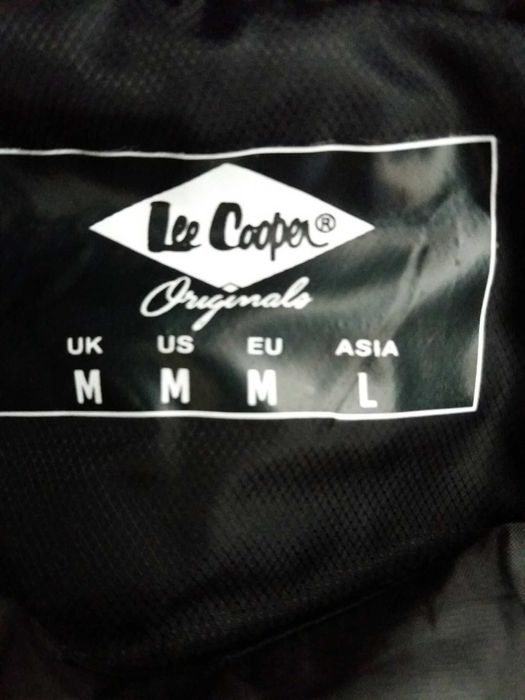 Lee Cooper®
Originals
UK US EU ASIA
M M M L